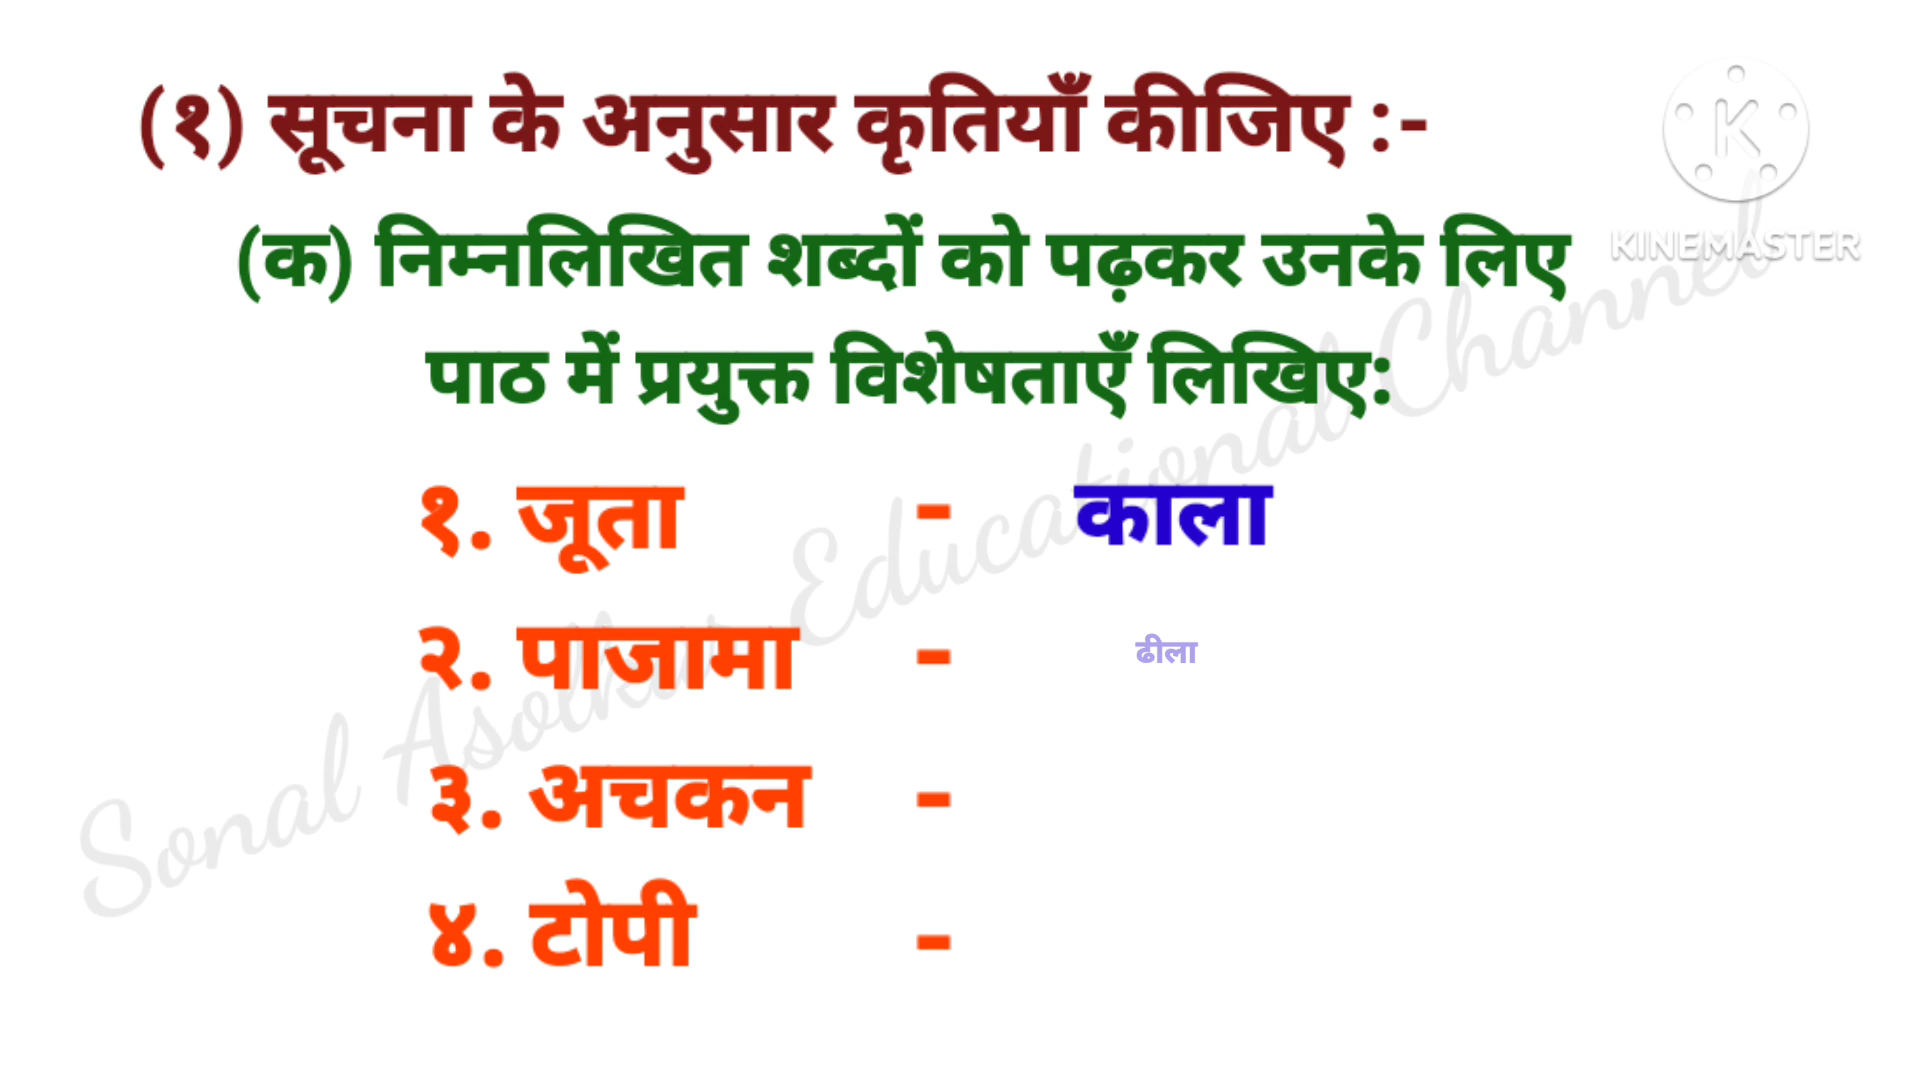 (१) सूचना के अनुसार कृतियाँ कीजिए :-
(क) निम्नलिखित शब्दों को पढ़कर उनके लिए
पाठ में प्रयुक्त विशेषताएँ लिखिए:
१. जूता - काला
२. पाजामा - ढीला
३. अचकन -
४. टोपी -
K
KINEMASTER
Sonal Asolkar Educational Channel